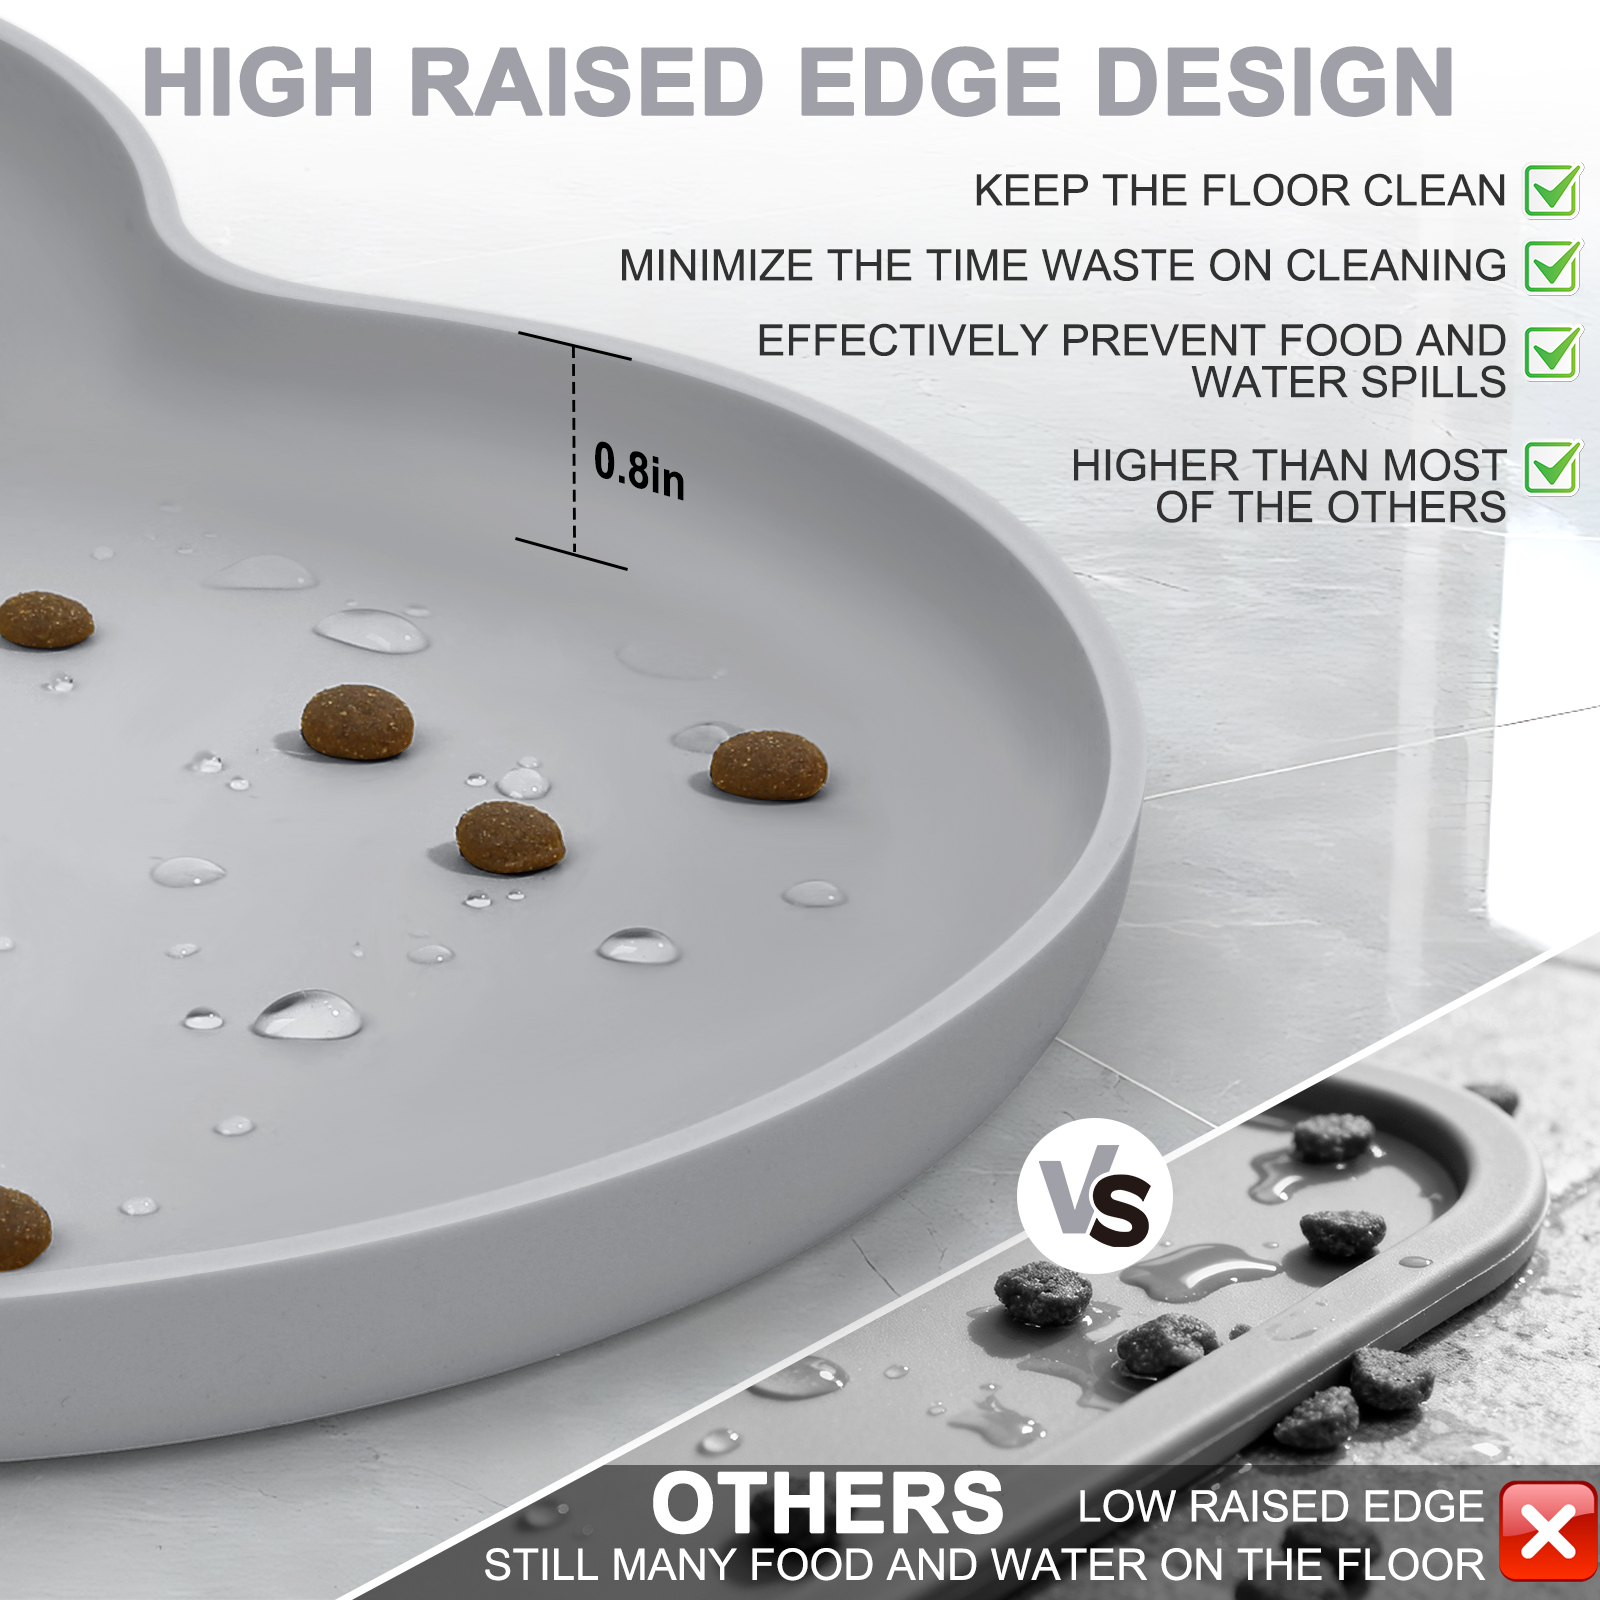 HIGH RAISED EDGE DESIGN
KEEP THE FLOOR CLEAN
MINIMIZE THE TIME WASTE ON CLEANING
EFFECTIVELY PREVENT FOOD AND
WATER SPILLS
HIGHER THAN MOST
OF THE OTHERS
0.8in
VS
OTHERS
LOW RAISED EDGE
STILL MANY FOOD AND WATER ON THE FLOOR